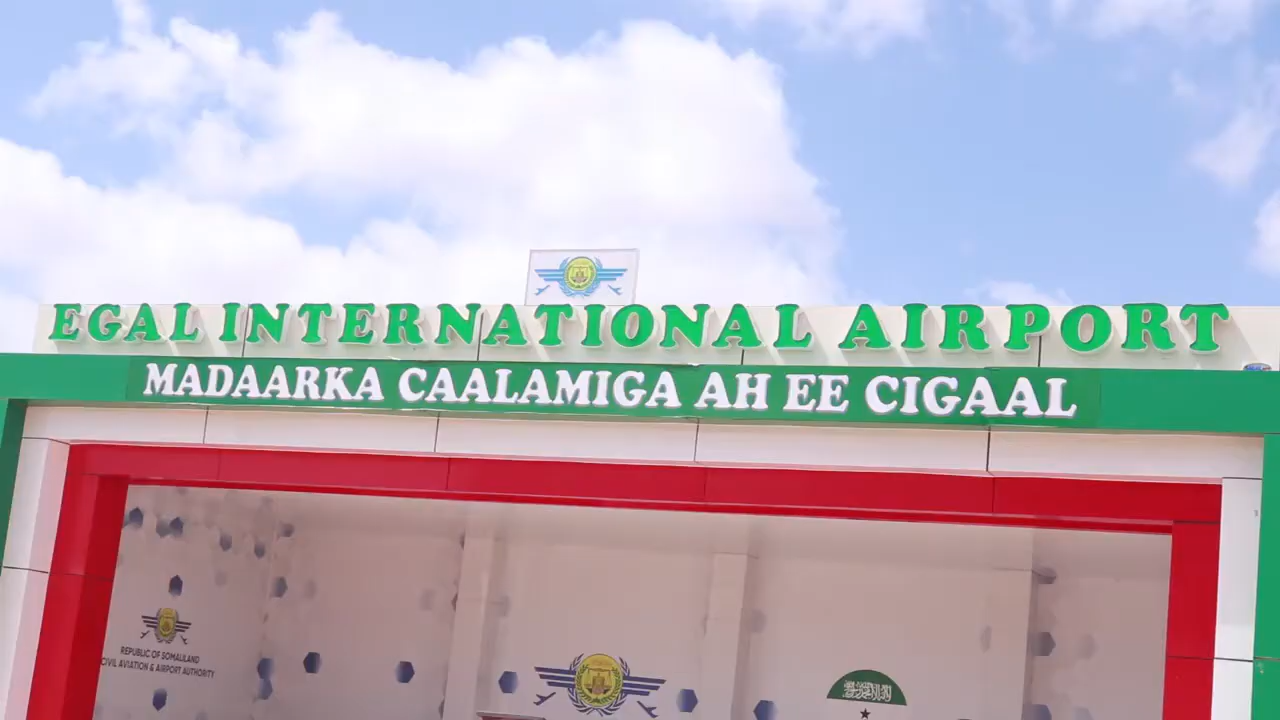 EGAL INTERNATIONAL AIRPORT
MADAARKA CAALAMIGA AH EE CIGAAL
REPUBLIC OF SOMALILAND
CIVIL AVIATION & AIRPORT AUTHORITY